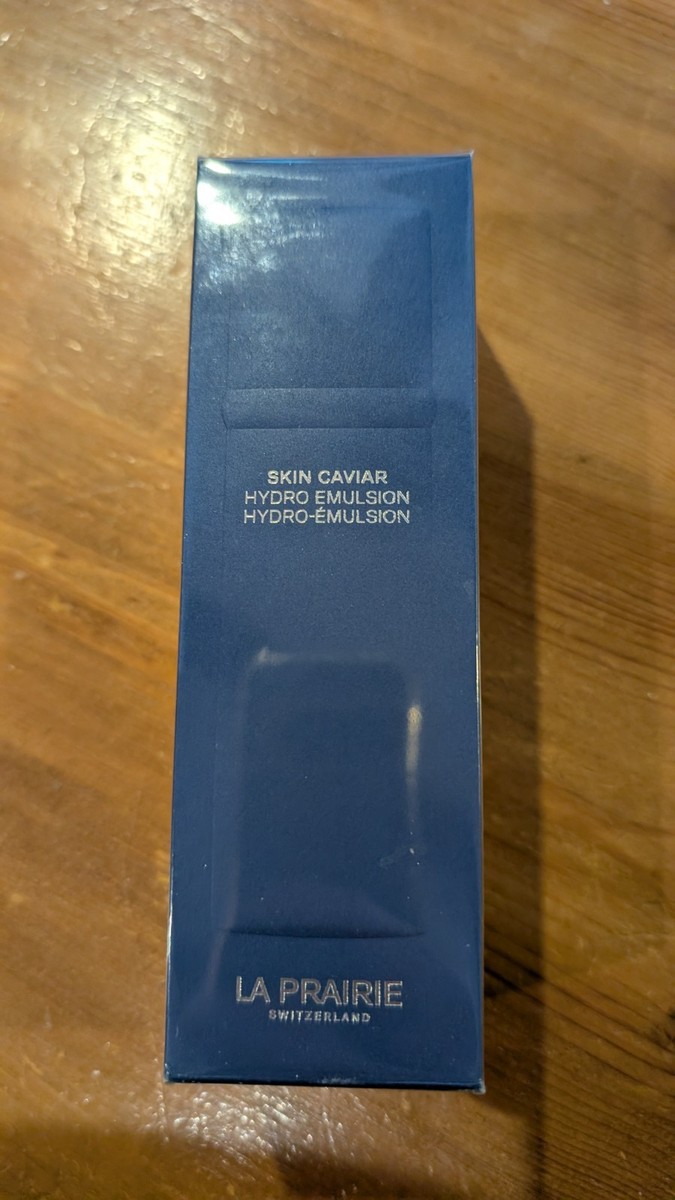 SKIN CAVIAR
HYDRO EMULSION
HYDRO-ÉMULSION
LA PRAIRIE
SWITZERLAND